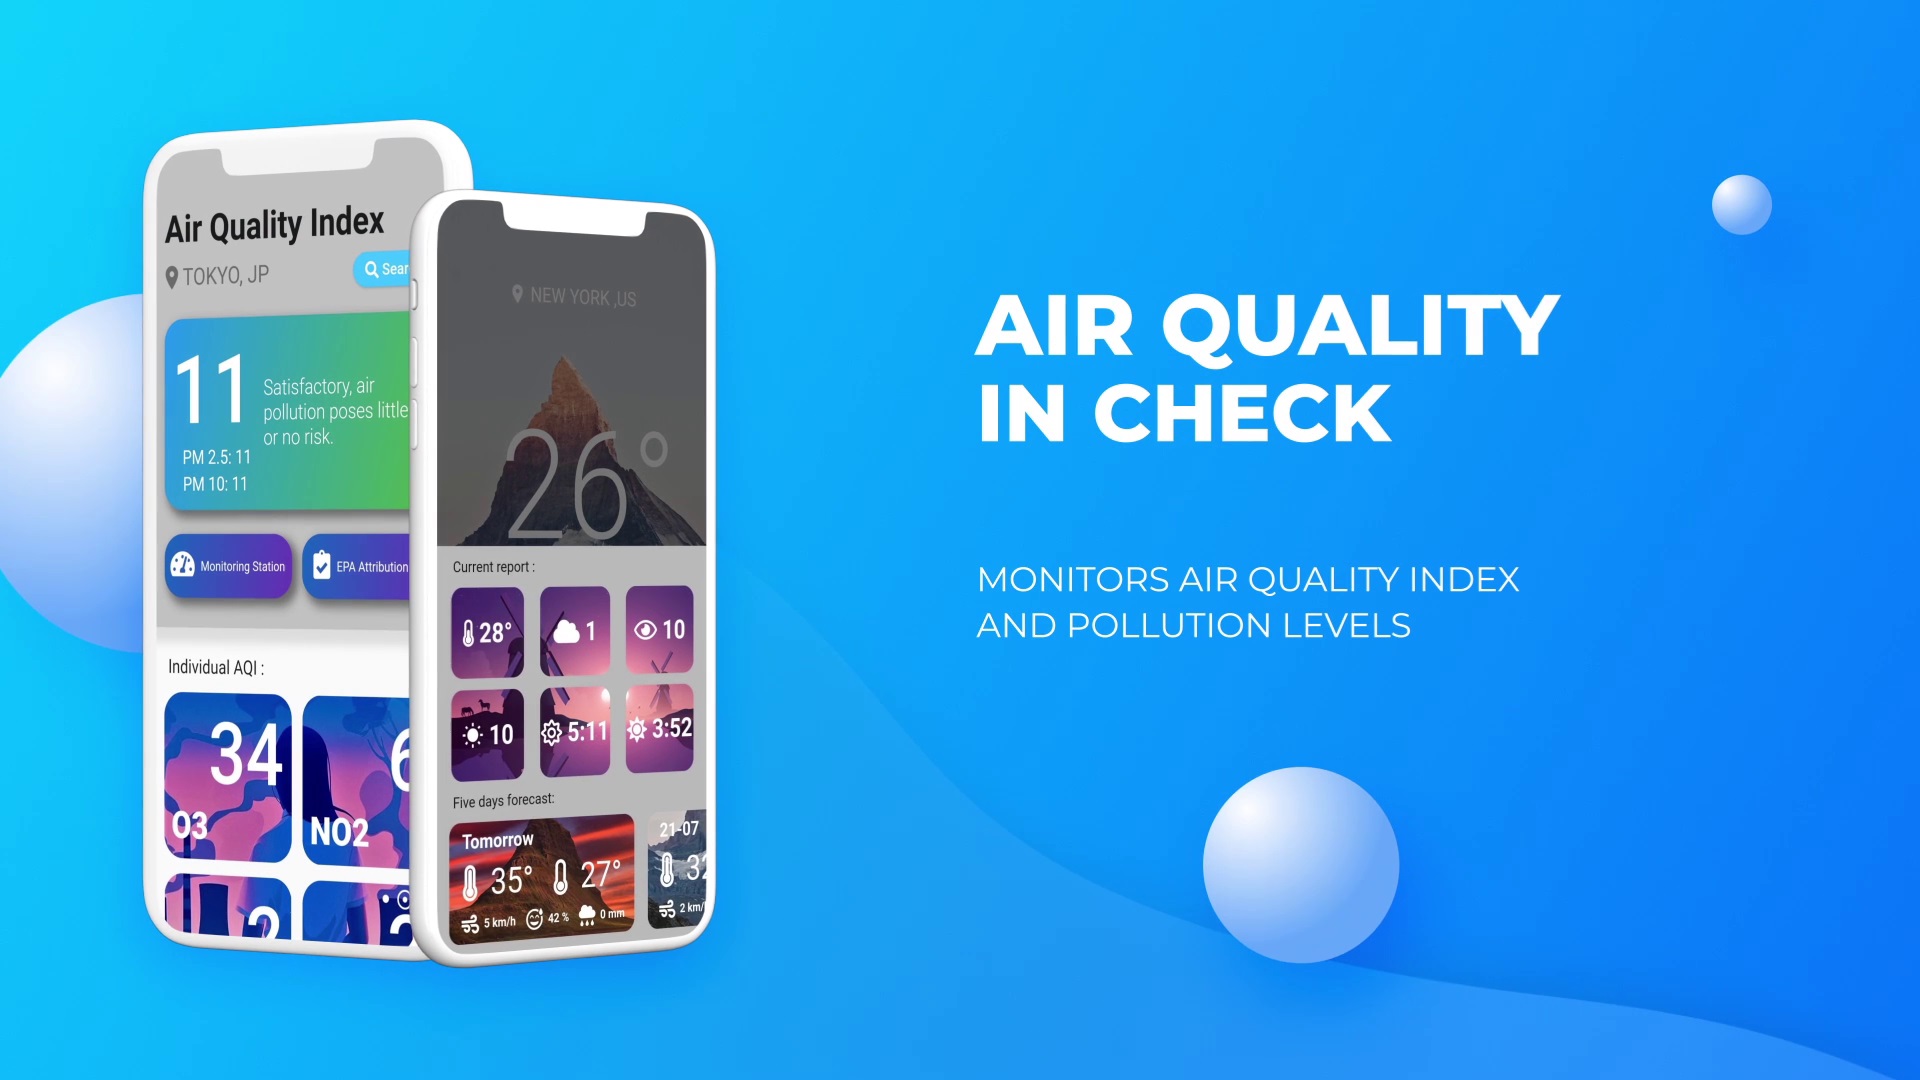 Air Quality Index
TOKYO, JP
11
Satisfactory, air
pollution poses little
or no risk.
PM 2.5: 11
PM 10: 11
Monitoring Station
EPA Attribution
Individual AQI :
34
O3
NO2
NEW YORK ,US
26°
Current report :
28°
1
10
10
5:11
3:52
Five days forecast:
Tomorrow
35°
27°
5 km/h
42 %
0 mm
21-07
2 km/
AIR QUALITY
IN CHECK
MONITORS AIR QUALITY INDEX
AND POLLUTION LEVELS